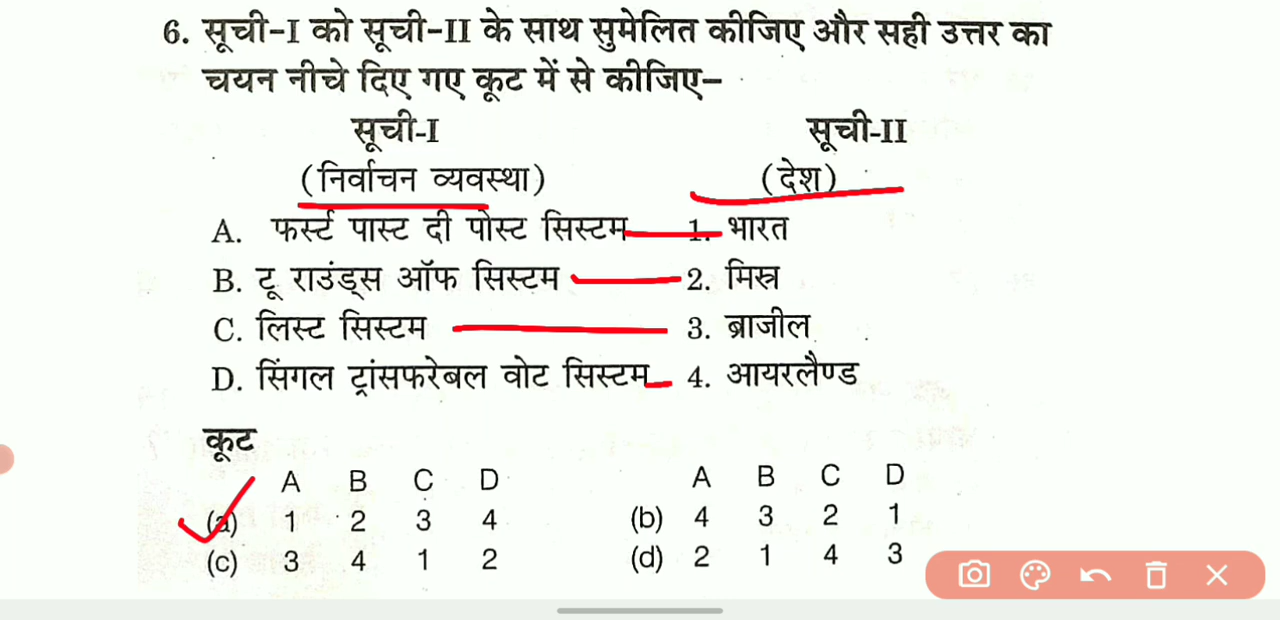 6. सूची-I को सूची-II के साथ सुमेलित कीजिए और सही उत्तर का
चयन नीचे दिए गए कूट में से कीजिए–
सूची-I सूची-II
(निर्वाचन व्यवस्था) (देश)
A. फर्स्ट पास्ट दी पोस्ट सिस्टम 1. भारत
B. टू राउंड्स ऑफ सिस्टम 2. मिस्र
C. लिस्ट सिस्टम 3. ब्राजील
D. सिंगल ट्रांसफरेबल वोट सिस्टम 4. आयरलैण्ड
कूट
A B C D A B C D
(a) 1 2 3 4 (b) 4 3 2 1
(c) 3 4 1 2 (d) 2 1 4 3